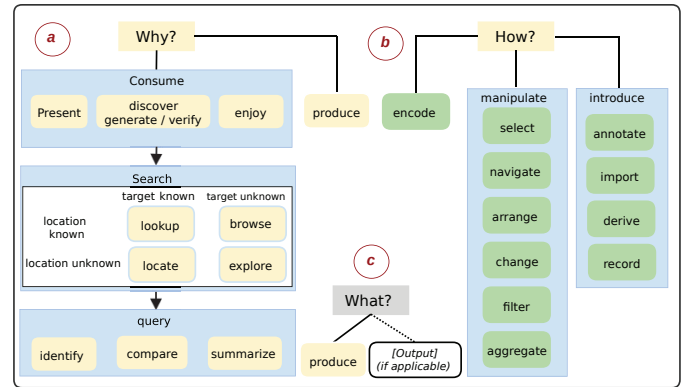 a
Why?
Consume
Present
discover
generate / verify
enjoy
produce
Search
target known
target unknown
location
known
lookup
browse
location unknown
locate
explore
query
identify
compare
summarize
b
How?
encode
manipulate
select
navigate
arrange
change
filter
aggregate
introduce
annotate
import
derive
record
c
What?
produce
[Output]
(if applicable)